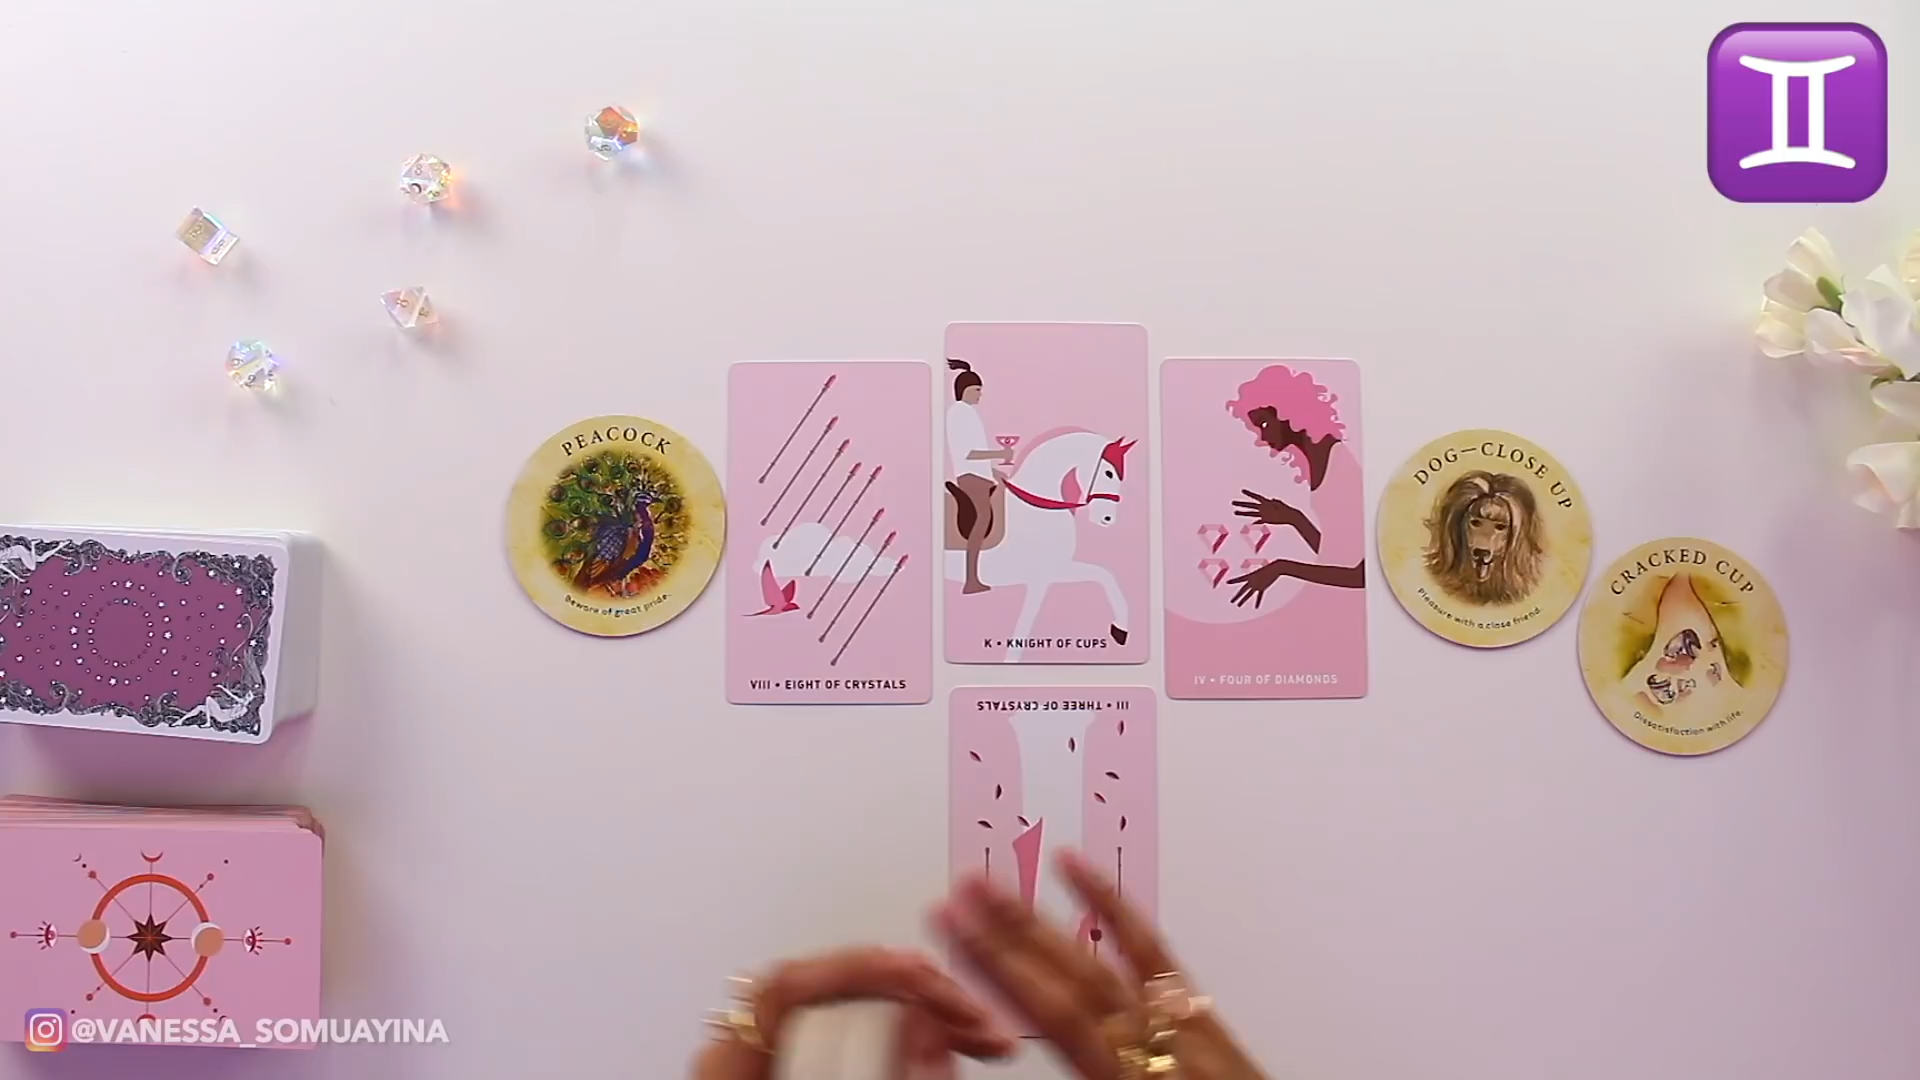 PEACOCK
Beware of great pride.
VIII • EIGHT OF CRYSTALS
K • KNIGHT OF CUPS
IV • FOUR OF DIAMONDS
III • THREE OF CRYSTALS
DOG—CLOSE UP
Pleasure with a close friend.
CRACKED CUP
Dissatisfaction with life.
@VANESSA_SOMUAYINA